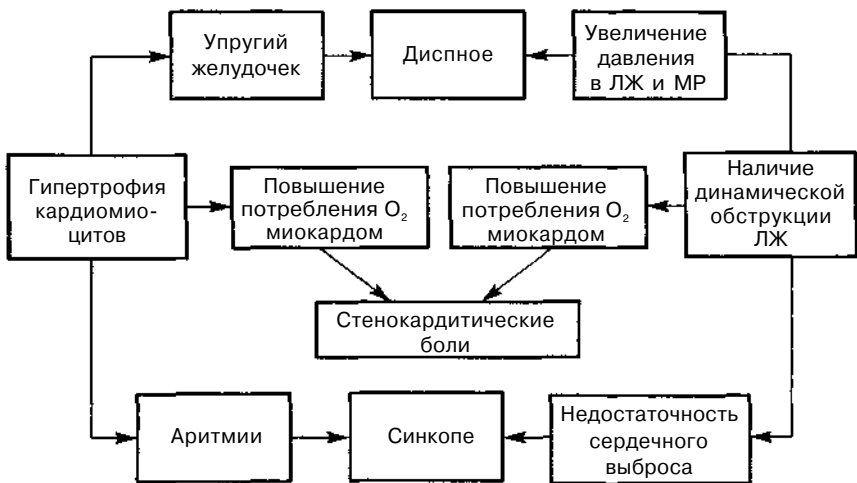 Упругий
желудочек
Диспное
Увеличение
давления
в ЛЖ и МР
Гипертрофия
кардиомио-
цитов
Повышение
потребления O₂
миокардом
Повышение
потребления O₂
миокардом
Наличие
динамической
обструкции
ЛЖ
Стенокардитические
боли
Аритмии
Синкопе
Недостаточность
сердечного
выброса